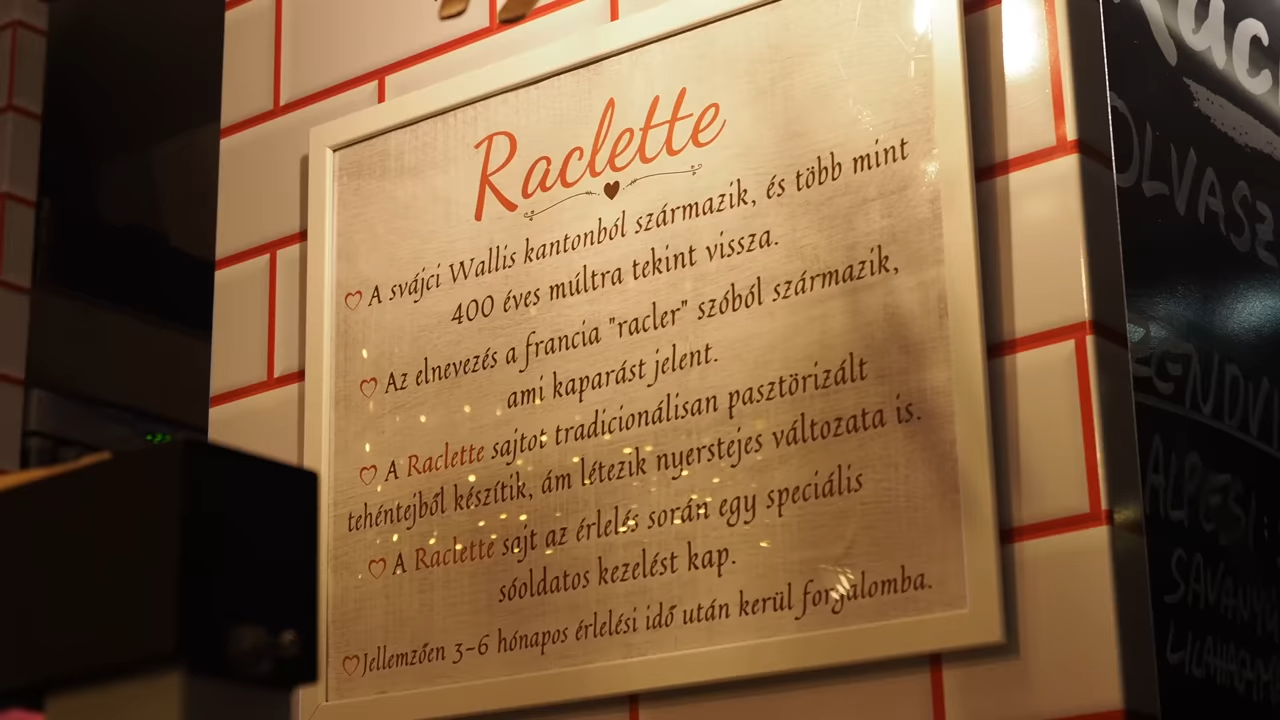 Raclette
A svájci Wallis kantonból származik, és több mint
400 éves múltra tekint vissza.
Az elnevezés a francia "racler" szóból származik,
ami kaparást jelent.
A Raclette sajtot tradicionálisan pasztörizált
tehéntejből készítik, ám létezik nyerstejes változata is.
A Raclette sajt az érlelés során egy speciális
sóoldatos kezelést kap.
Jellemzően 3-6 hónapos érlelési idő után kerül forgalomba.
OLVASZ
ALPESI
SAVANYÚ
LILAHAGYM